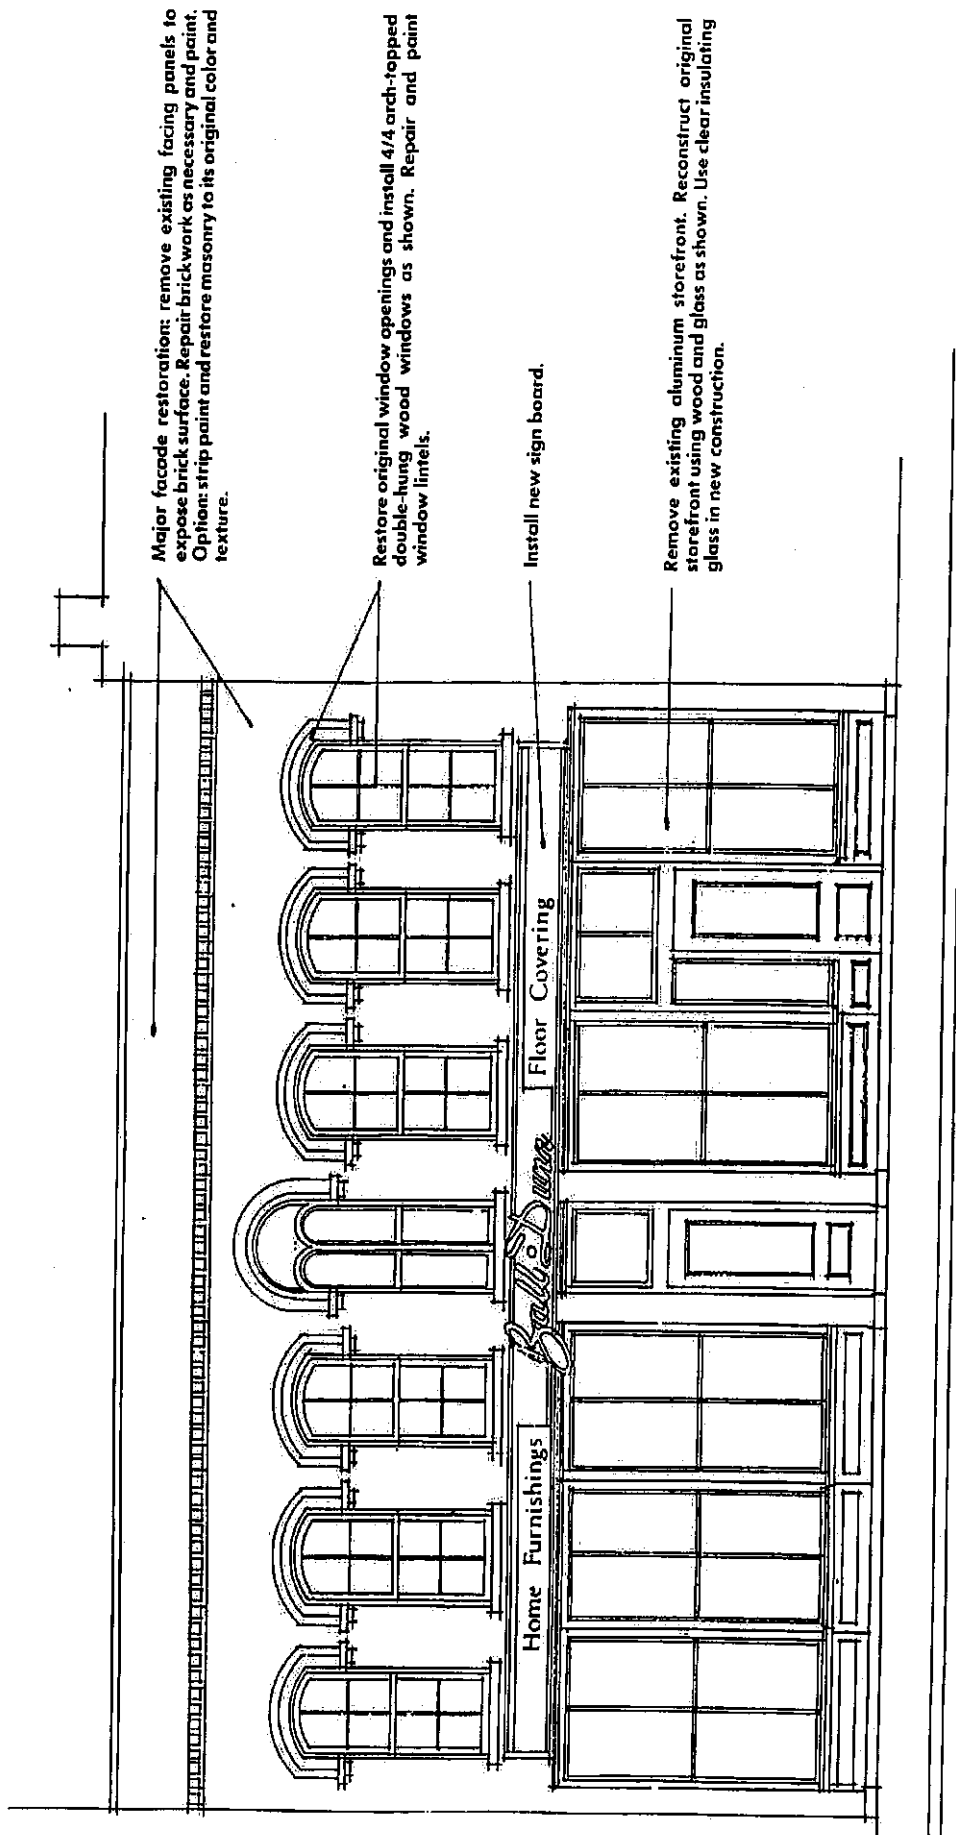 Major facade restoration: remove existing facing panels to
expose brick surface. Repair brickwork as necessary and paint.
Option: strip paint and restore masonry to its original color and
texture.
Restore original window openings and install 4/4 arch-topped
double-hung wood windows as shown. Repair and paint
window lintels.
Install new sign board.
Remove existing aluminum storefront. Reconstruct original
storefront using wood and glass as shown. Use clear insulating
glass in new construction.
Home Furnishings
Ball & Dunn
Floor Covering